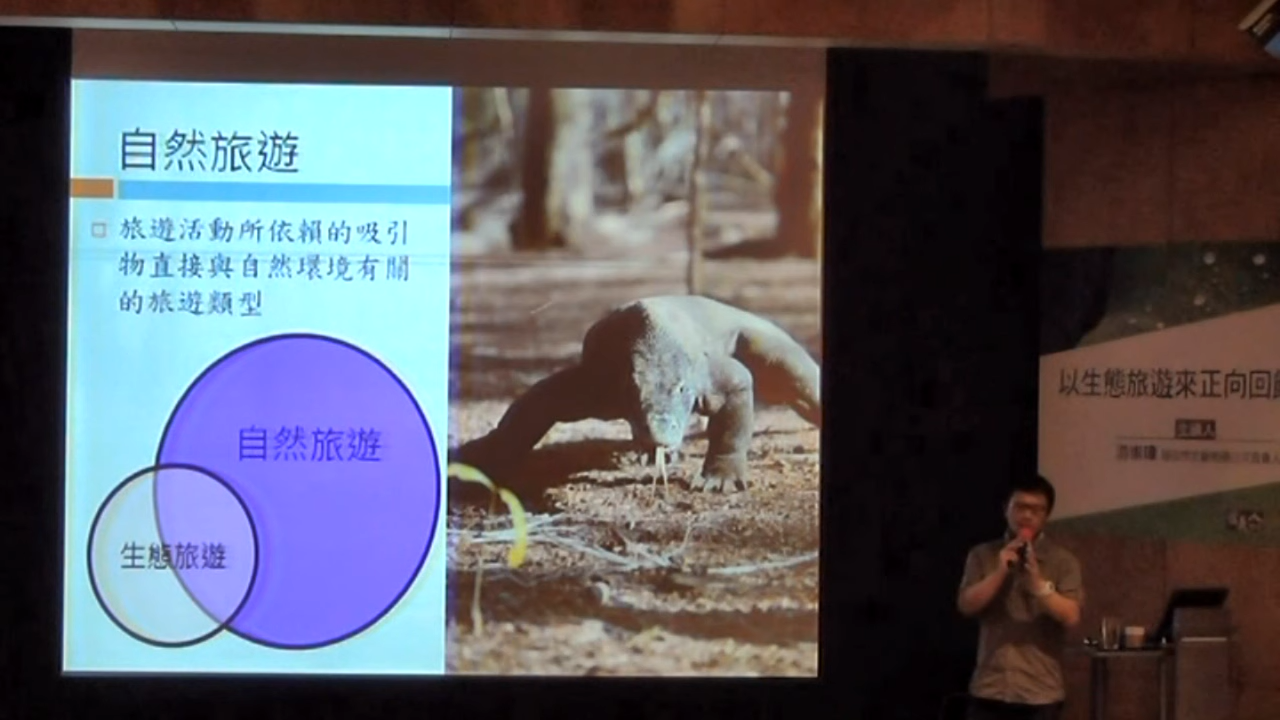 自然旅遊
旅遊活動所依賴的吸引
物直接與自然環境有關
的旅遊類型
自然旅遊
生態旅遊
以生態旅遊來正向回